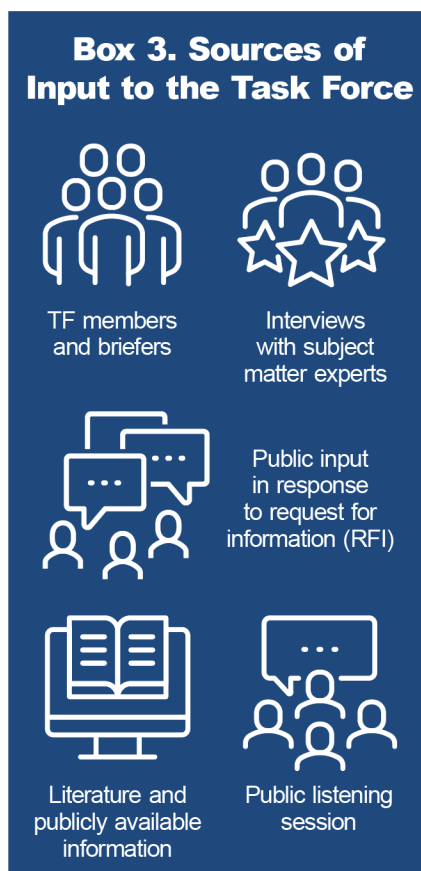 Box 3. Sources of
Input to the Task Force
TF members
and briefers
Interviews
with subject
matter experts
Public input
in response
to request for
information (RFI)
Literature and
publicly available
information
Public listening
session